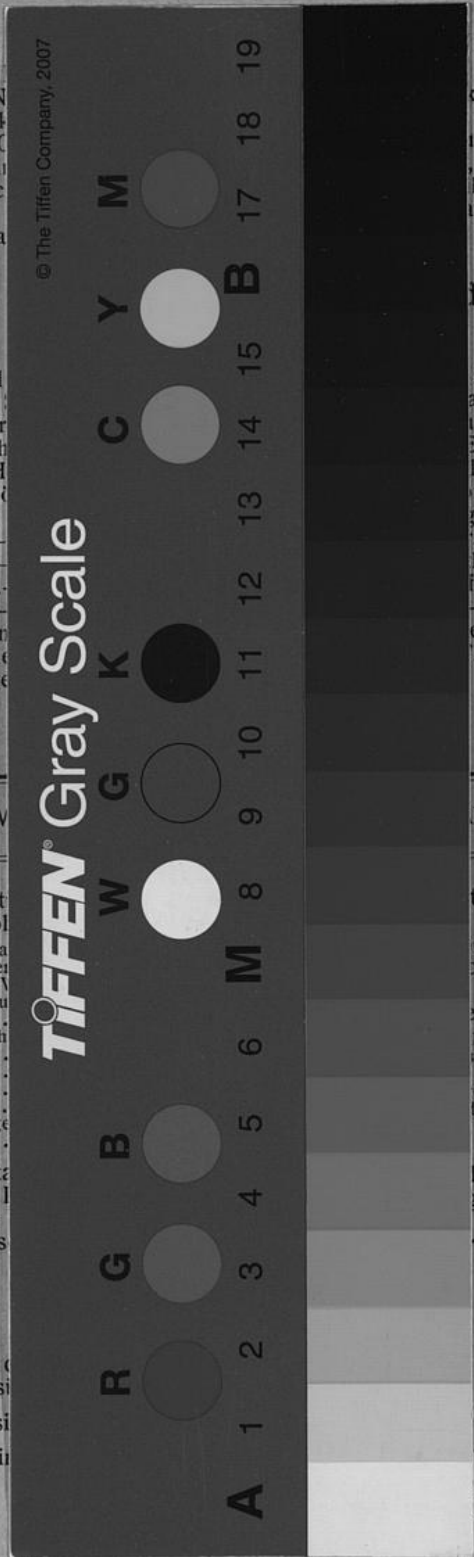 © The Tiffen Company, 2007
TIFFEN® Gray Scale
R G B W G K C Y M
A 1 2 3 4 5 6 M 8 9 10 11 12 13 14 15 B 17 18 19